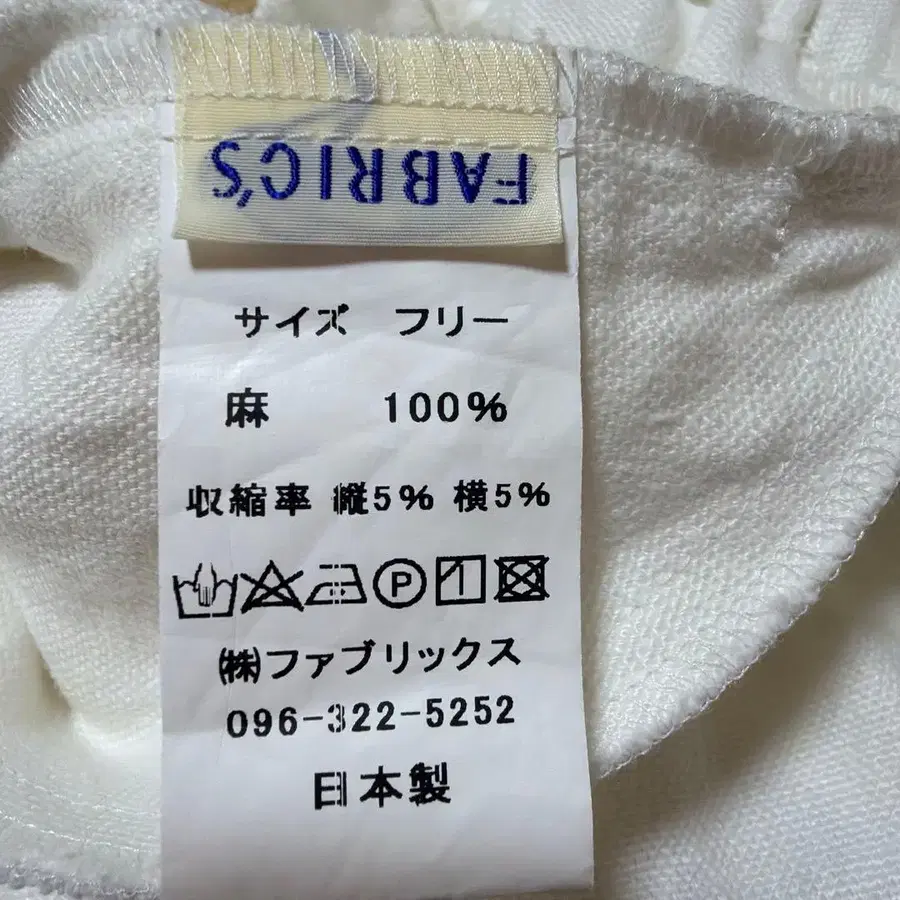 FABRIC'S
サイズ フリー
麻 100%
収縮率 縦5% 横5%
P
㈱ファブリックス
096-322-5252
日本製